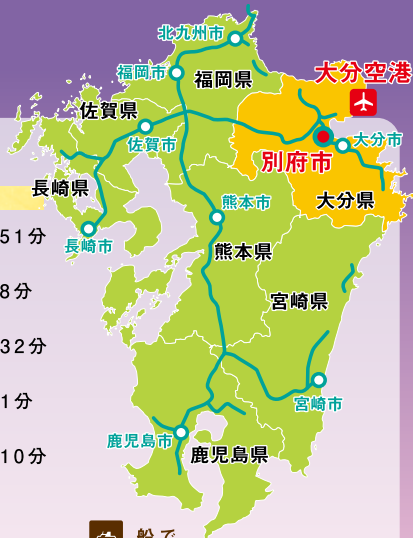 北九州市
福岡市
福岡県
大分空港
佐賀県
佐賀市
大分市
別府市
長崎県
大分県
熊本市
51分
長崎市
熊本県
8分
宮崎県
32分
1分
宮崎市
鹿児島市
10分
鹿児島県
船で